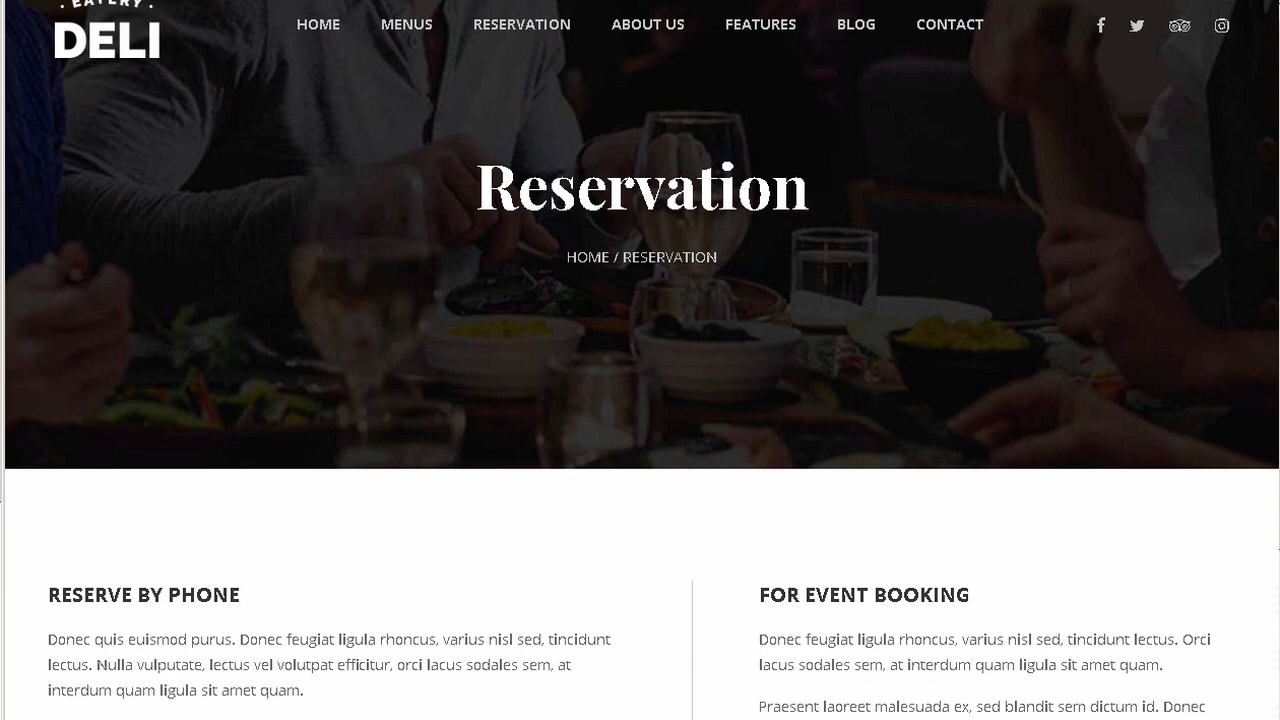 EATERY
DELI
HOME MENUS RESERVATION ABOUT US FEATURES BLOG CONTACT
Reservation
HOME / RESERVATION
RESERVE BY PHONE
Donec quis euismod purus. Donec feugiat ligula rhoncus, varius nisl sed, tincidunt
lectus. Nulla vulputate, lectus vel volutpat efficitur, orci lacus sodales sem, at
interdum quam ligula sit amet quam.
FOR EVENT BOOKING
Donec feugiat ligula rhoncus, varius nisl sed, tincidunt lectus. Orci
lacus sodales sem, at interdum quam ligula sit amet quam.
Praesent laoreet malesuada ex, sed blandit sem dictum id. Donec